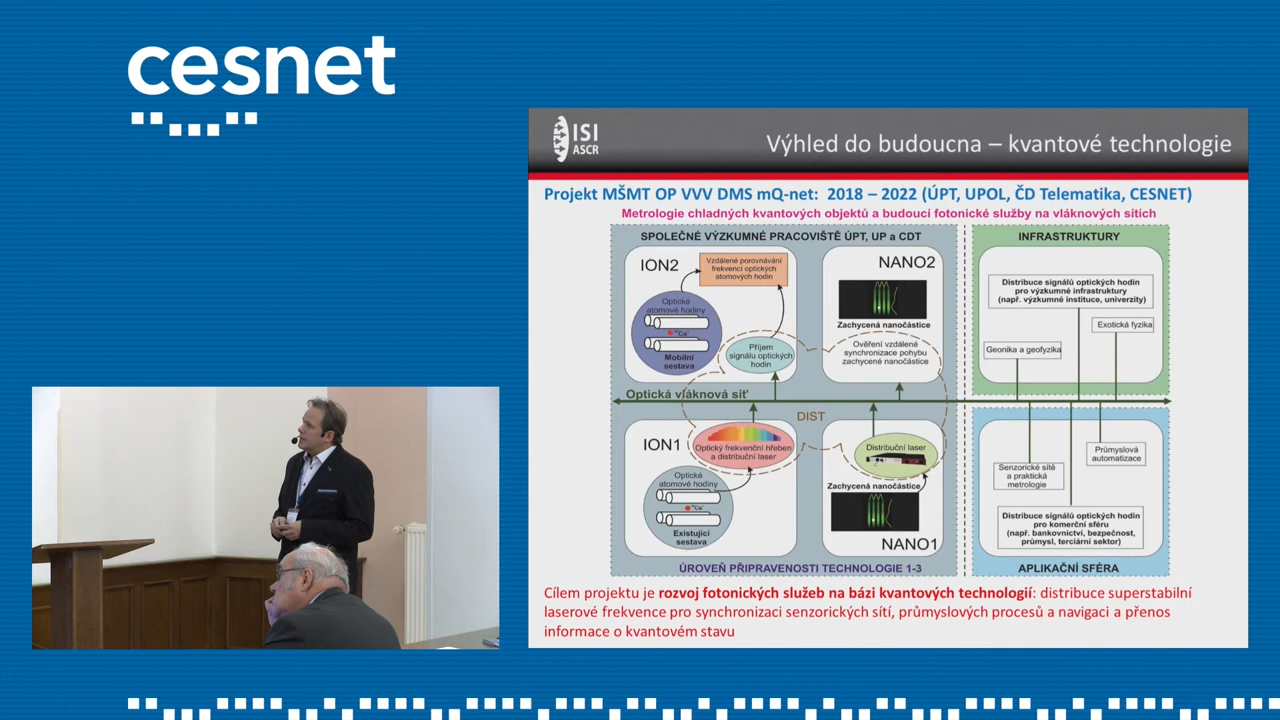 cesnet
ISI
ASCR
Výhled do budoucna – kvantové technologie
Projekt MŠMT OP VVV DMS mQ-net: 2018 – 2022 (ÚPT, UPOL, ČD Telematika, CESNET)
Metrologie chladných kvantových objektů a budoucí fotonické služby na vláknových sítích
SPOLEČNÉ VÝZKUMNÉ PRACOVIŠTĚ ÚPT, UP a CDT
ION2
Vzdálené porovnávání
frekvencí optických
atomových hodin
Optické
atomové hodiny
Ca⁺
Mobilní
sestava
Příjem
signálu optických
hodin
NANO2
Zachycená nanočástice
Ověření vzdálené
synchronizace pohybu
zachycené nanočástice
Optická vláknová síť
DIST
ION1
Optický frekvenční hřeben
a distribuční laser
Optické
atomové hodiny
Ca⁺
Existující
sestava
Distribuční laser
Zachycená nanočástice
NANO1
ÚROVEŇ PŘIPRAVENOSTI TECHNOLOGIE 1-3
INFRASTRUKTURY
Distribuce signálů optických hodin
pro výzkumné infrastruktury
(např. výzkumné instituce, univerzity)
Exotická fyzika
Geonika a geofyzika
Průmyslová
automatizace
Senzorické sítě
a praktická
metrologie
Distribuce signálů optických hodin
pro komerční sféru
(např. bankovnictví, bezpečnost,
průmysl, terciární sektor)
APLIKAČNÍ SFÉRA
Cílem projektu je rozvoj fotonických služeb na bázi kvantových technologií: distribuce superstabilní
laserové frekvence pro synchronizaci senzorických sítí, průmyslových procesů a navigaci a přenos
informace o kvantovém stavu